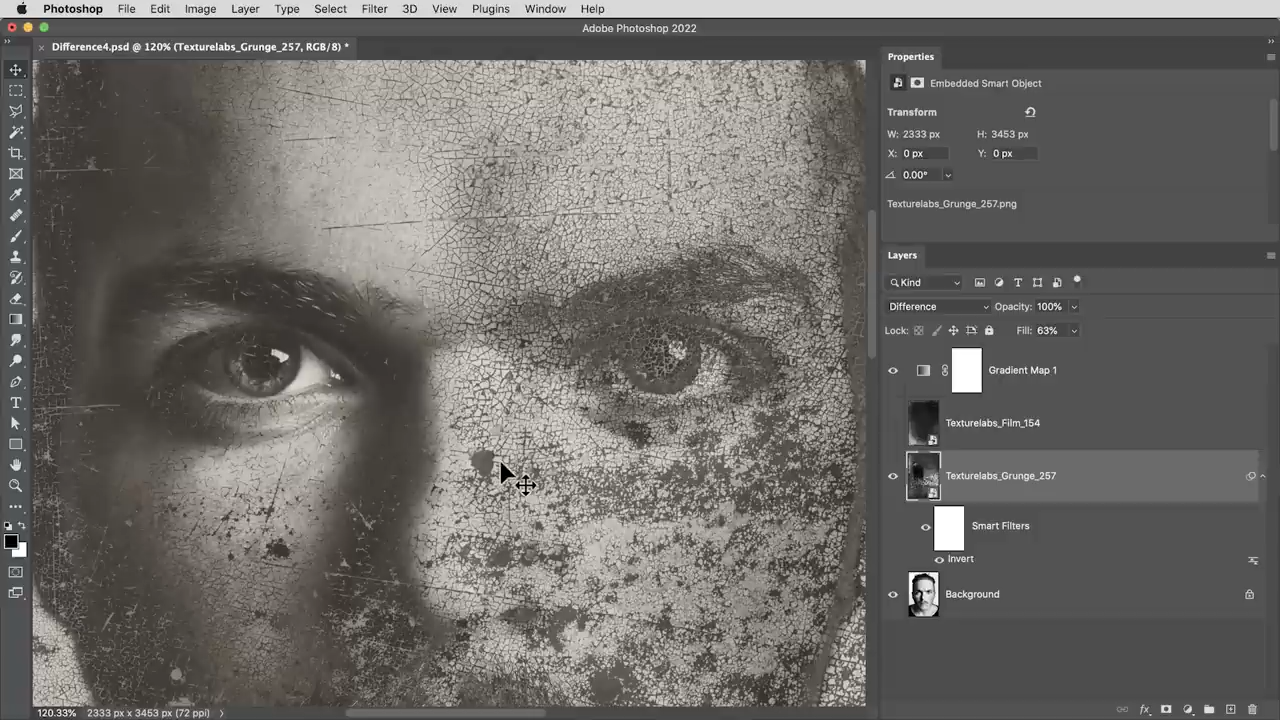 Photoshop File Edit Image Layer Type Select Filter 3D View Plugins Window Help
Adobe Photoshop 2022
Difference4.psd @ 120% (Texturelabs_Grunge_257, RGB/8) *
Properties
Embedded Smart Object
Transform
W: 2333 px H: 3453 px
X: 0 px Y: 0 px
0.00°
Texturelabs_Grunge_257.png
Layers
Kind
Difference Opacity: 100%
Lock: Fill: 63%
Gradient Map 1
Texturelabs_Film_154
Texturelabs_Grunge_257
Smart Filters
Invert
Background
120.33% 2333 px x 3453 px (72 ppi)